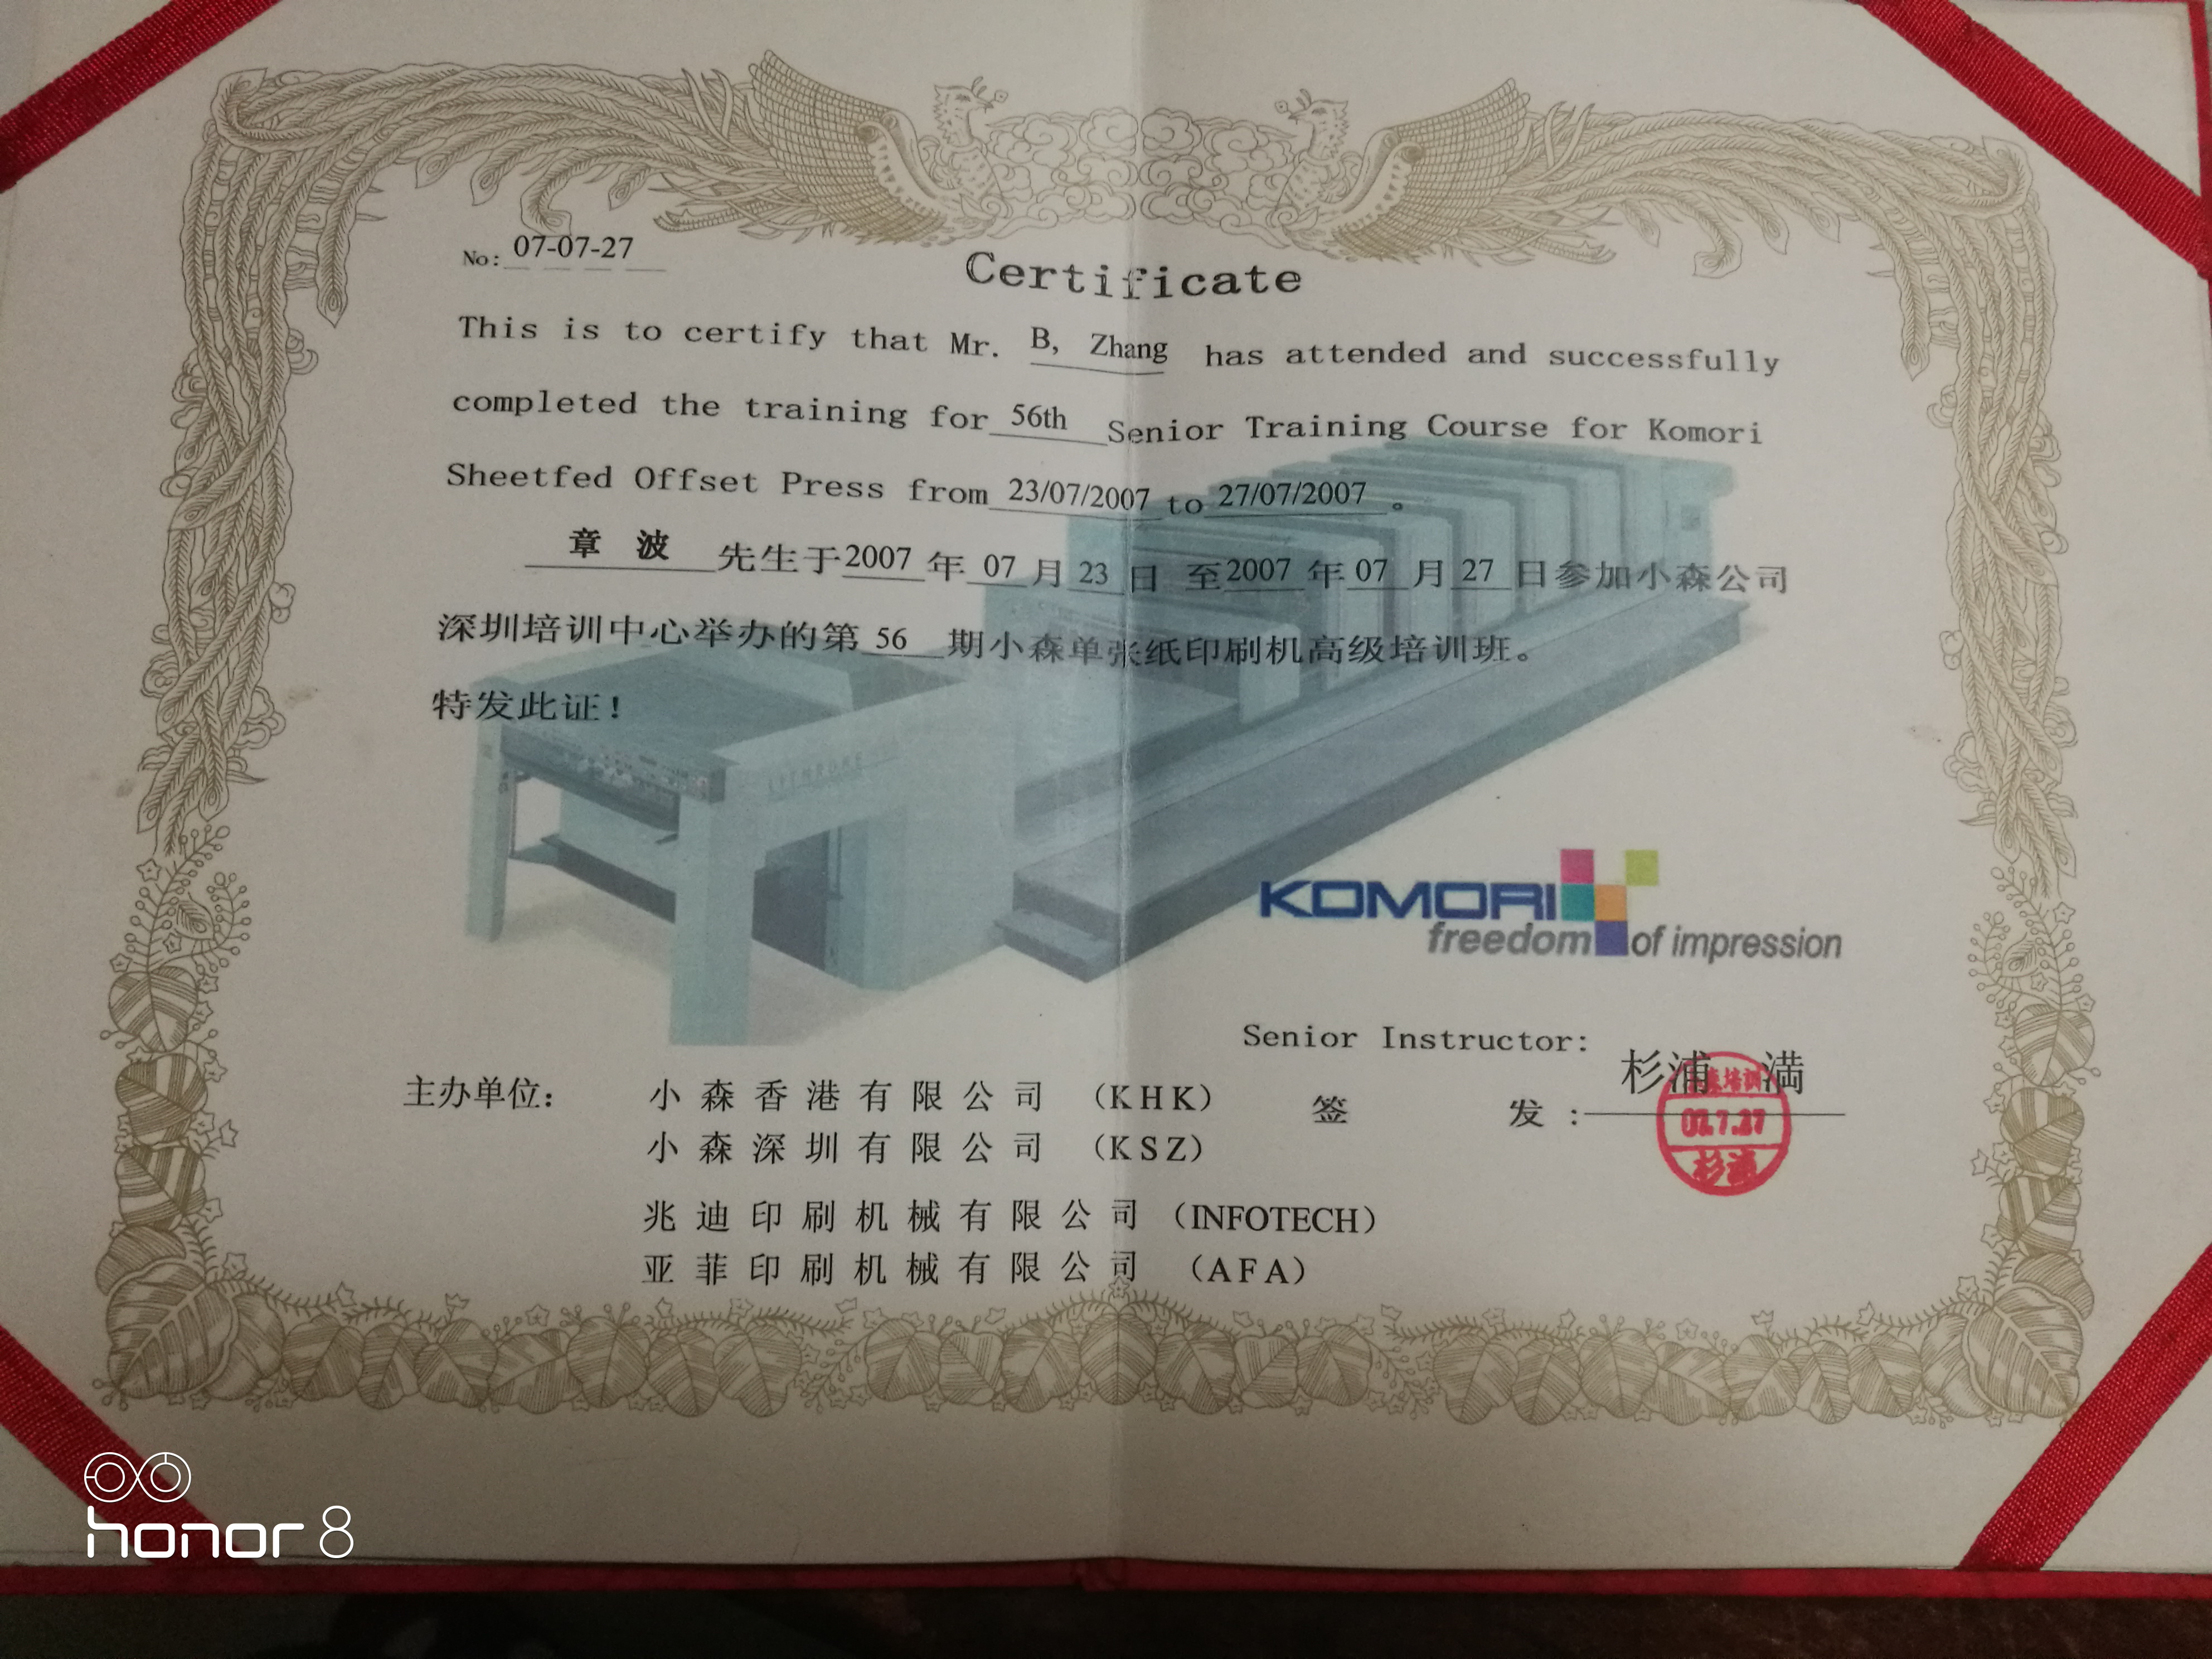 No: 07-07-27
Certificate
This is to certify that Mr. B, Zhang has attended and successfully
completed the training for 56th Senior Training Course for Komori
Sheetfed Offset Press from 23/07/2007 to 27/07/2007 。
章 波 先生于2007 年 07 月 23 日 至2007 年 07 月 27 日参加小森公司
深圳培训中心举办的第 56 期小森单张纸印刷机高级培训班。
特发此证!
KOMORI
freedom of impression
Senior Instructor:
签 发 : 杉浦 满
培训
07.7.27
杉浦
主办单位: 小森香港有限公司 (KHK)
小森深圳有限公司 (KSZ)
兆迪印刷机械有限公司 (INFOTECH)
亚菲印刷机械有限公司 (AFA)
honor 8